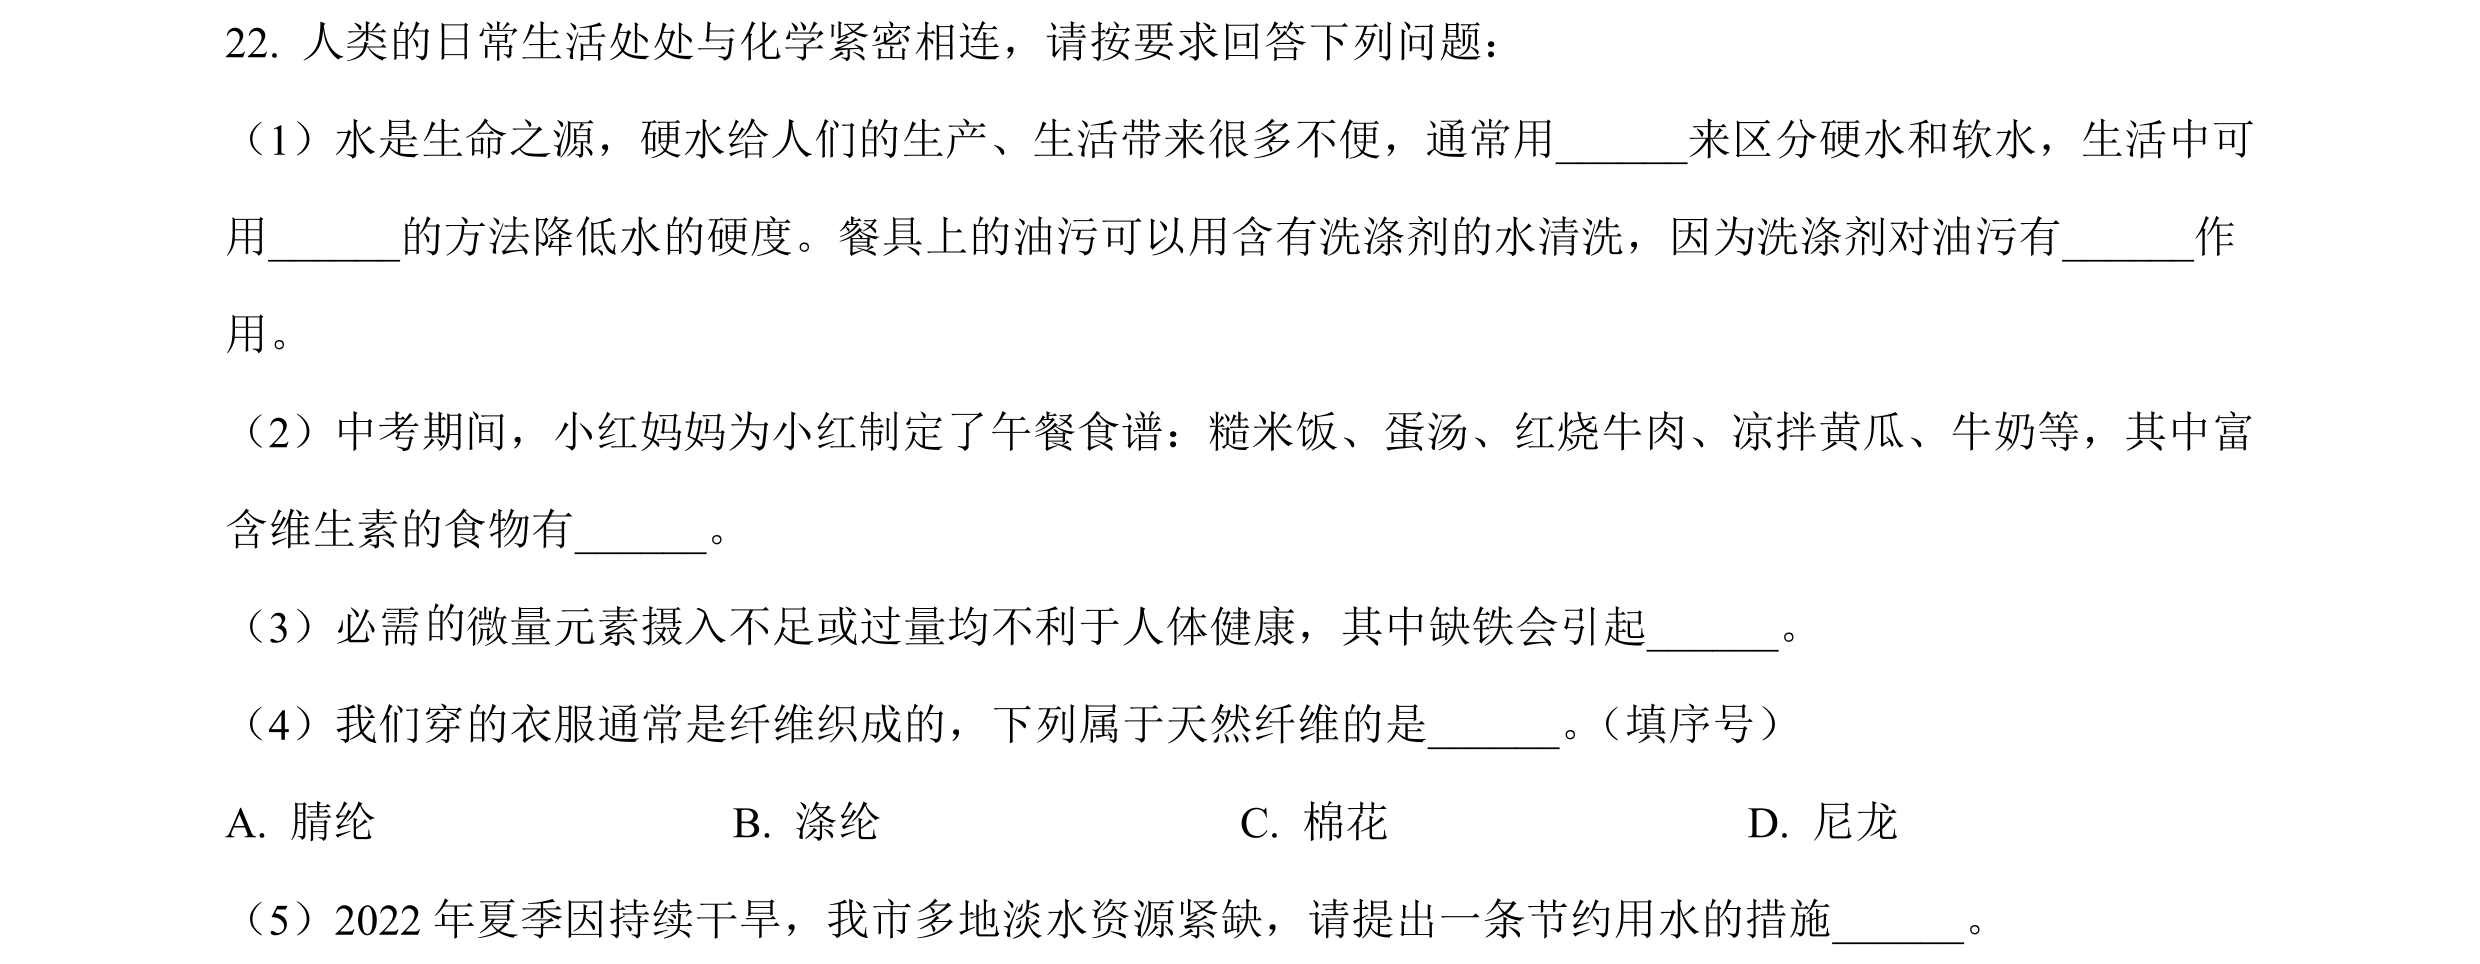 22. 人类的日常生活处处与化学紧密相连，请按要求回答下列问题：
（1）水是生命之源，硬水给人们的生产、生活带来很多不便，通常用______来区分硬水和软水，生活中可
用______的方法降低水的硬度。餐具上的油污可以用含有洗涤剂的水清洗，因为洗涤剂对油污有______作
用。
（2）中考期间，小红妈妈为小红制定了午餐食谱：糙米饭、蛋汤、红烧牛肉、凉拌黄瓜、牛奶等，其中富
含维生素的食物有______。
（3）必需的微量元素摄入不足或过量均不利于人体健康，其中缺铁会引起______。
（4）我们穿的衣服通常是纤维织成的，下列属于天然纤维的是______。（填序号）
A. 腈纶 B. 涤纶 C. 棉花 D. 尼龙
（5）2022 年夏季因持续干旱，我市多地淡水资源紧缺，请提出一条节约用水的措施______。